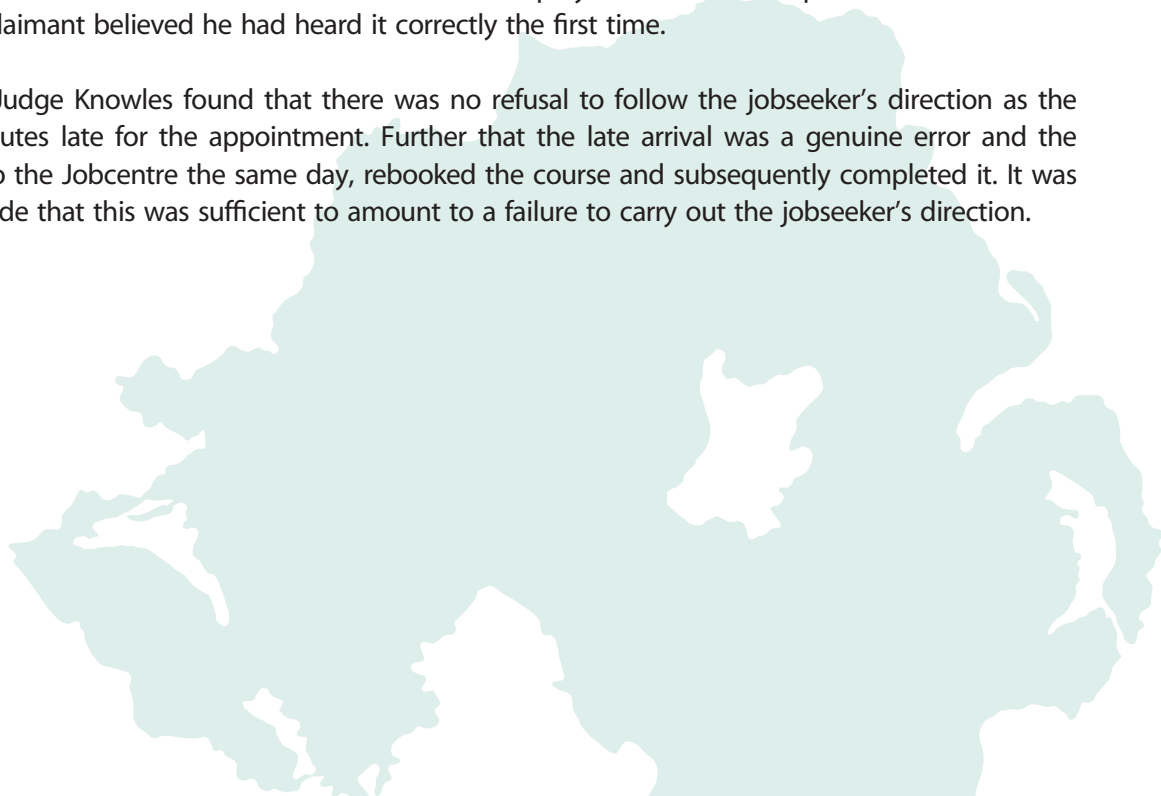 laimant believed he had heard it correctly the first time.
Judge Knowles found that there was no refusal to follow the jobseeker’s direction as the
utes late for the appointment. Further that the late arrival was a genuine error and the
o the Jobcentre the same day, rebooked the course and subsequently completed it. It was
de that this was sufficient to amount to a failure to carry out the jobseeker’s direction.